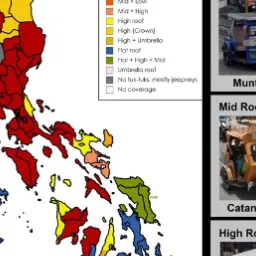 Mid + Low
Mid + High
High roof
High (Crown)
High + Umbrella
Flat roof
Flat + High + Mid
Umbrella roof
No tuk-tuks, mostly jeepneys
No coverage
Munt
Mid Ro
Catan
High Ro